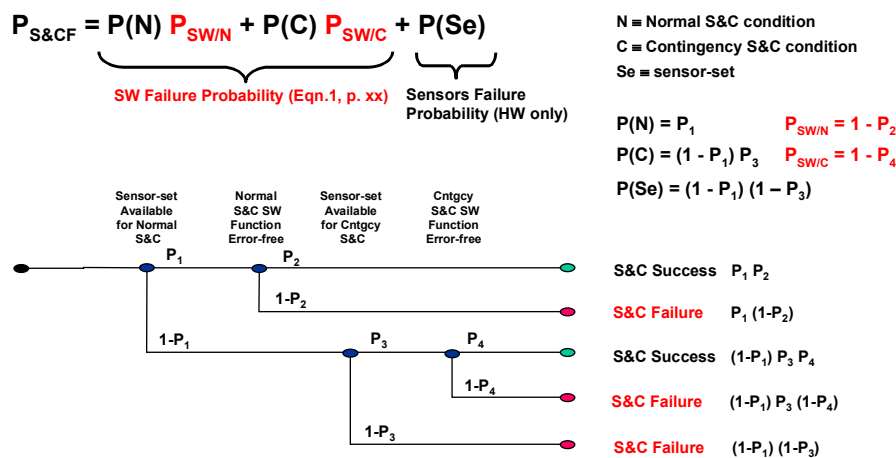 P_S&CF = P(N) P_SW/N + P(C) P_SW/C + P(Se)
SW Failure Probability (Eqn.1, p. xx)
Sensors Failure
Probability (HW only)
N ≡ Normal S&C condition
C ≡ Contingency S&C condition
Se ≡ sensor-set
P(N) = P₁
P_SW/N = 1 - P₂
P(C) = (1 - P₁) P₃
P_SW/C = 1 - P₄
P(Se) = (1 - P₁) (1 – P₃)
Sensor-set
Available
for Normal
S&C
Normal
S&C SW
Function
Error-free
Sensor-set
Available
for Cntgcy
S&C
Cntgcy
S&C SW
Function
Error-free
P₁
P₂
S&C Success P₁ P₂
1-P₂
S&C Failure P₁ (1-P₂)
1-P₁
P₃
P₄
S&C Success (1-P₁) P₃ P₄
1-P₄
S&C Failure (1-P₁) P₃ (1-P₄)
1-P₃
S&C Failure (1-P₁) (1-P₃)